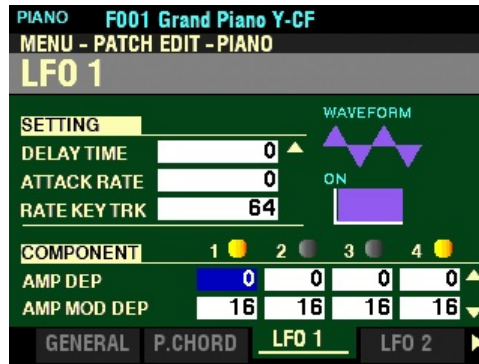 PIANO F001 Grand Piano Y-CF
MENU - PATCH EDIT - PIANO
LFO 1
SETTING
WAVEFORM
DELAY TIME 0
ATTACK RATE 0
ON
RATE KEY TRK 64
COMPONENT 1 2 3 4
AMP DEP 0 0 0 0
AMP MOD DEP 16 16 16 16
GENERAL P.CHORD LFO 1 LFO 2